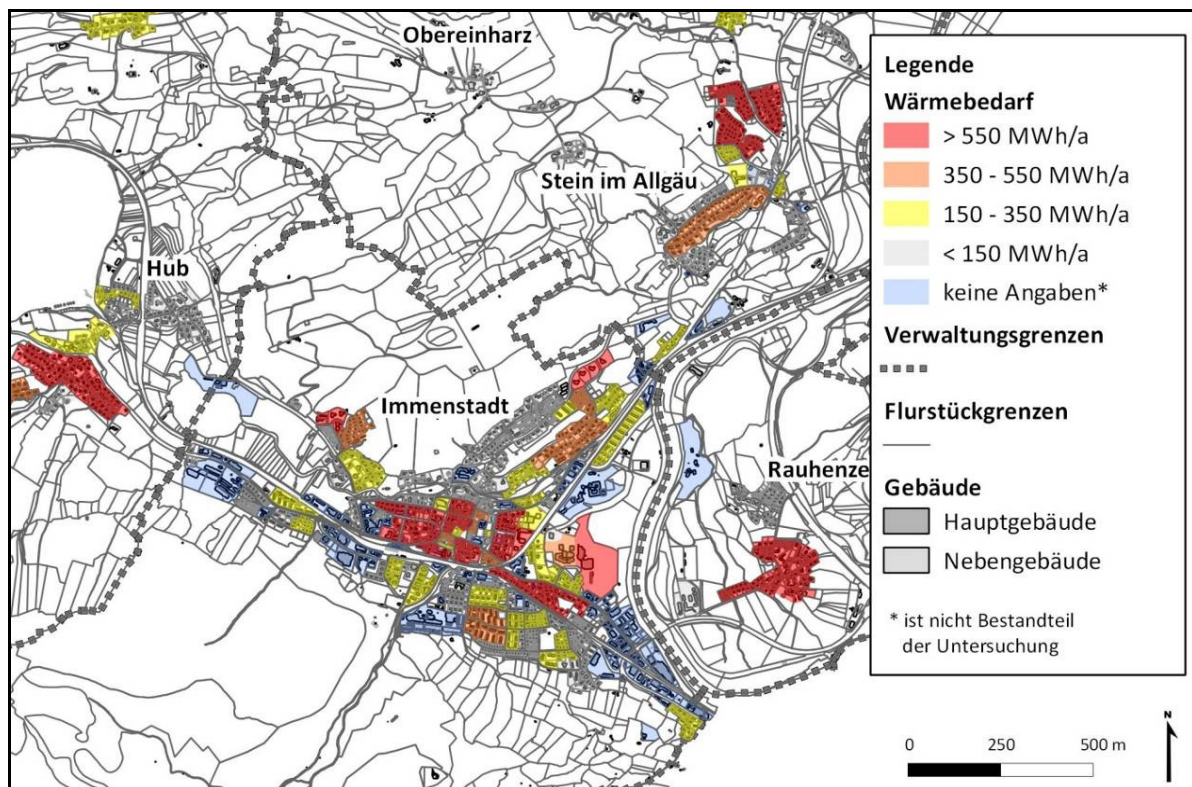 Obereinharz
Stein im Allgäu
Hub
Immenstadt
Rauhenze
Legende
Wärmebedarf
> 550 MWh/a
350 - 550 MWh/a
150 - 350 MWh/a
< 150 MWh/a
keine Angaben*
Verwaltungsgrenzen
Flurstückgrenzen
Gebäude
Hauptgebäude
Nebengebäude
* ist nicht Bestandteil
der Untersuchung
0 250 500 m
N